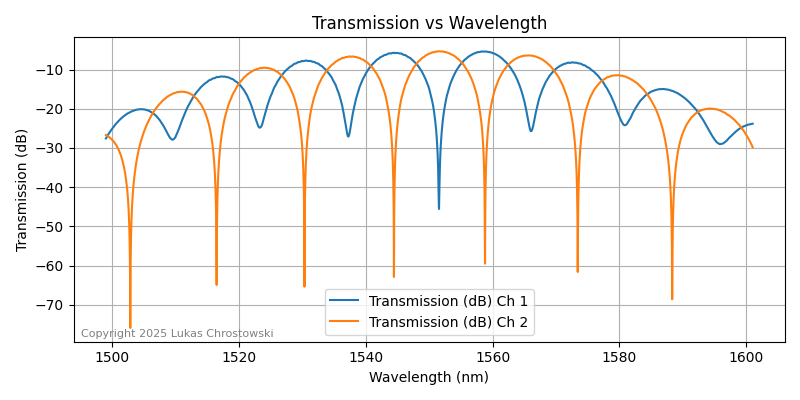 Transmission vs Wavelength
Transmission (dB)
−10
−20
−30
−40
−50
−60
−70
Transmission (dB) Ch 1
Transmission (dB) Ch 2
Copyright 2025 Lukas Chrostowski
1500 1520 1540 1560 1580 1600
Wavelength (nm)